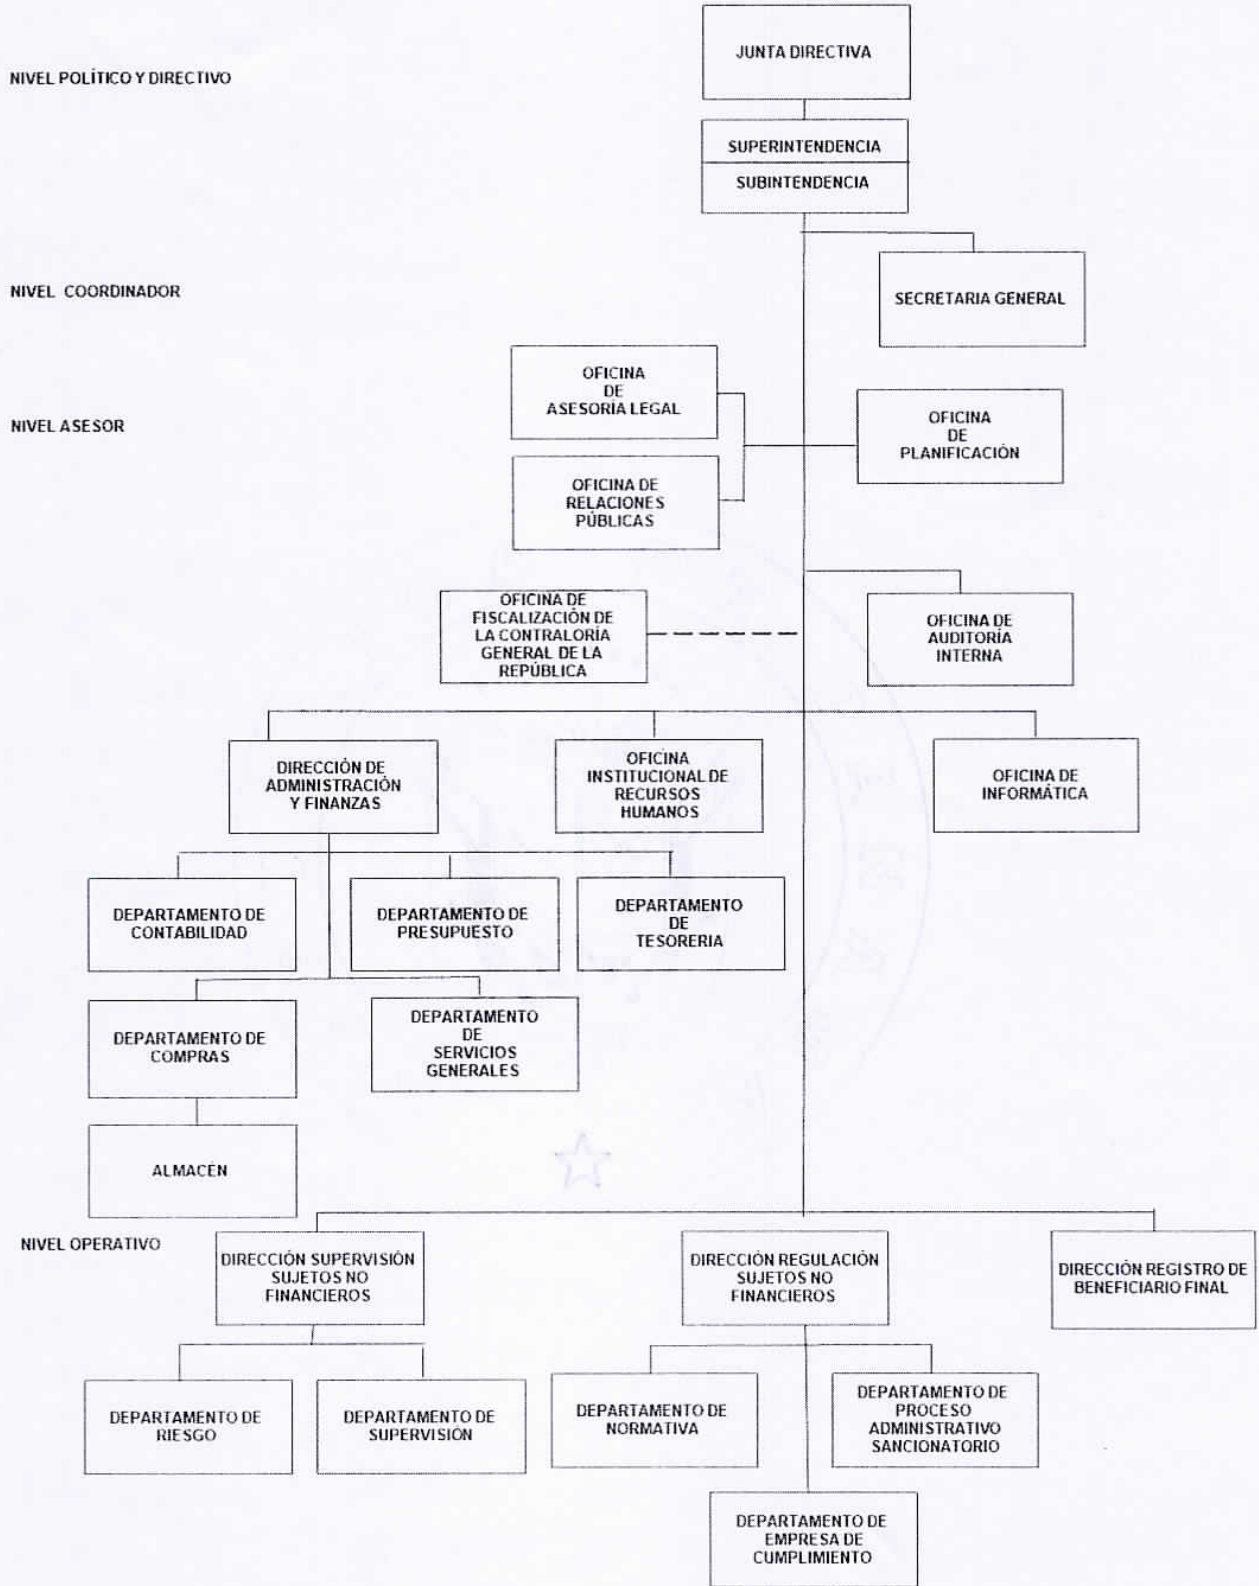 JUNTA DIRECTIVA
NIVEL POLÍTICO Y DIRECTIVO
SUPERINTENDENCIA
SUBINTENDENCIA
NIVEL COORDINADOR
SECRETARIA GENERAL
OFICINA
DE
ASESORÍA LEGAL
NIVEL ASESOR
OFICINA
DE
PLANIFICACIÓN
OFICINA DE
RELACIONES
PÚBLICAS
OFICINA DE
FISCALIZACIÓN DE
LA CONTRALORÍA
GENERAL DE LA
REPÚBLICA
OFICINA DE
AUDITORÍA
INTERNA
DIRECCIÓN DE
ADMINISTRACIÓN
Y FINANZAS
OFICINA
INSTITUCIONAL DE
RECURSOS
HUMANOS
OFICINA DE
INFORMÁTICA
DEPARTAMENTO DE
CONTABILIDAD
DEPARTAMENTO DE
PRESUPUESTO
DEPARTAMENTO
DE
TESORERIA
DEPARTAMENTO DE
COMPRAS
DEPARTAMENTO
DE
SERVICIOS
GENERALES
ALMACÉN
NIVEL OPERATIVO
DIRECCIÓN SUPERVISIÓN
SUJETOS NO
FINANCIEROS
DIRECCIÓN REGULACIÓN
SUJETOS NO
FINANCIEROS
DIRECCIÓN REGISTRO DE
BENEFICIARIO FINAL
DEPARTAMENTO DE
RIESGO
DEPARTAMENTO DE
SUPERVISIÓN
DEPARTAMENTO DE
NORMATIVA
DEPARTAMENTO DE
PROCESO
ADMINISTRATIVO
SANCIONATORIO
DEPARTAMENTO DE
EMPRESA DE
CUMPLIMIENTO